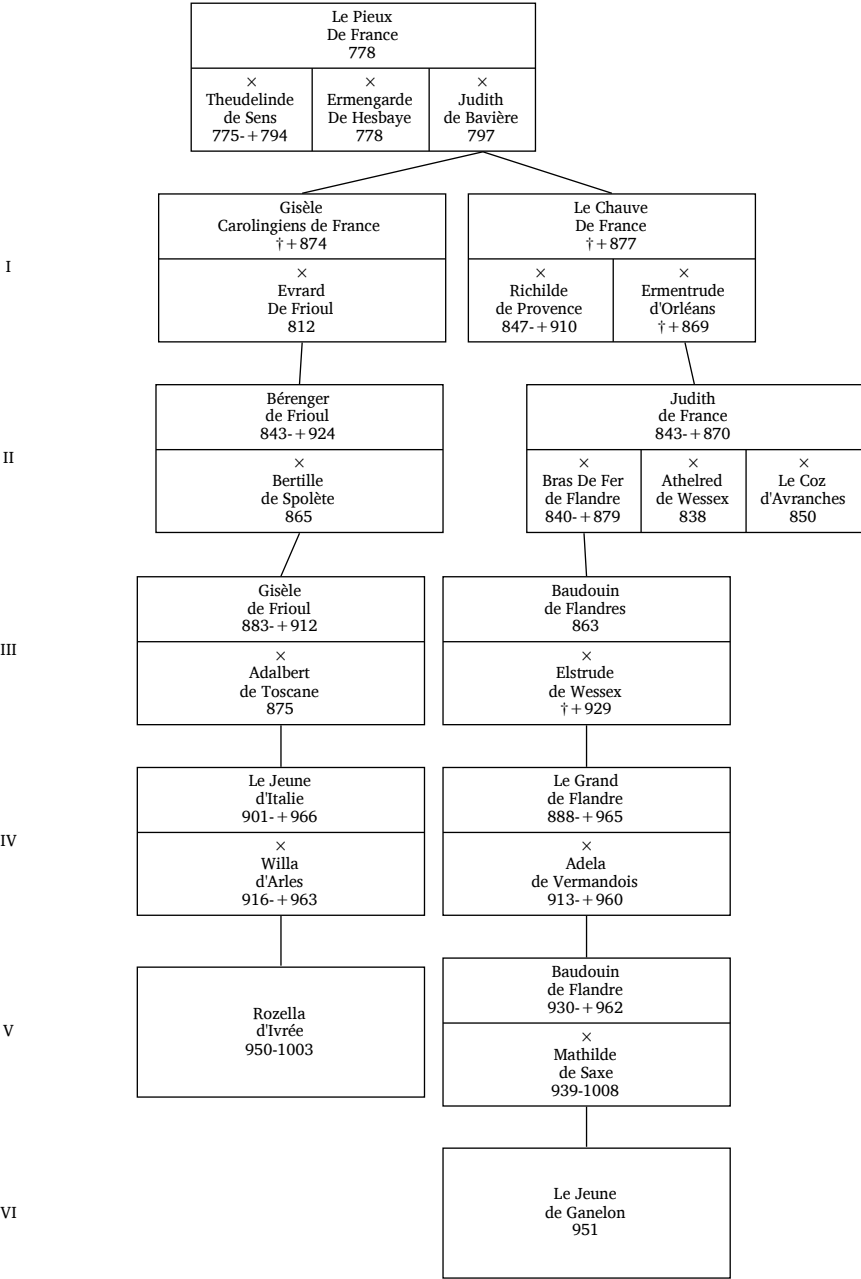 Le Pieux
De France
778
×
Theudelinde
de Sens
775-+794
×
Ermengarde
De Hesbaye
778
×
Judith
de Bavière
797
I
Gisèle
Carolingiens de France
†+874
×
Evrard
De Frioul
812
Le Chauve
De France
†+877
×
Richilde
de Provence
847-+910
×
Ermentrude
d'Orléans
†+869
II
Bérenger
de Frioul
843-+924
×
Bertille
de Spolète
865
Judith
de France
843-+870
×
Bras De Fer
de Flandre
840-+879
×
Athelred
de Wessex
838
×
Le Coz
d'Avranches
850
III
Gisèle
de Frioul
883-+912
×
Adalbert
de Toscane
875
Baudouin
de Flandres
863
×
Elstrude
de Wessex
†+929
IV
Le Jeune
d'Italie
901-+966
×
Willa
d'Arles
916-+963
Le Grand
de Flandre
888-+965
×
Adela
de Vermandois
913-+960
V
Rozella
d'Ivrée
950-1003
Baudouin
de Flandre
930-+962
×
Mathilde
de Saxe
939-1008
VI
Le Jeune
de Ganelon
951